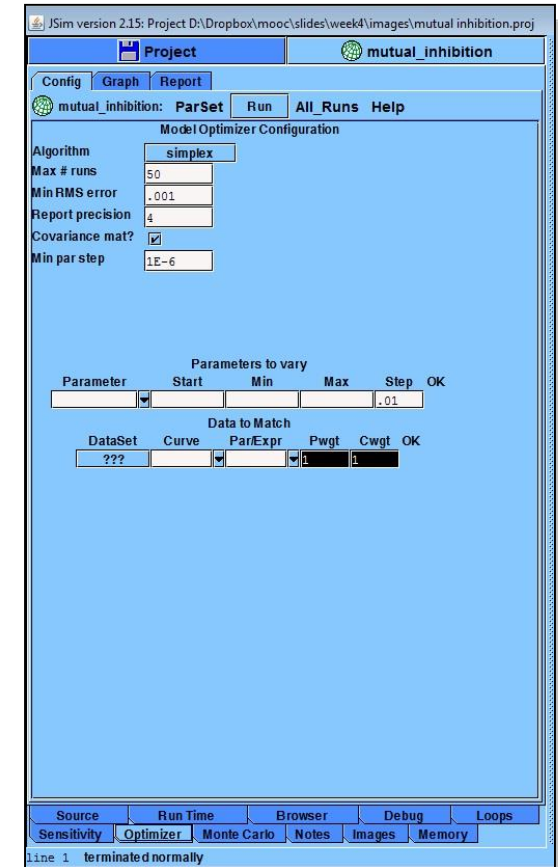 JSim version 2.15: Project D:\Dropbox\mooc\slides\week4\images\mutual inhibition.proj
Project mutual_inhibition
Config Graph Report
mutual_inhibition: ParSet Run All_Runs Help
Model Optimizer Configuration
Algorithm simplex
Max # runs 50
Min RMS error .001
Report precision 4
Covariance mat?
Min par step 1E-6
Parameters to vary
Parameter Start Min Max Step OK
.01
Data to Match
DataSet Curve Par/Expr Pwgt Cwgt OK
??? 1 1
Source Run Time Browser Debug Loops
Sensitivity Optimizer Monte Carlo Notes Images Memory
line 1 terminated normally